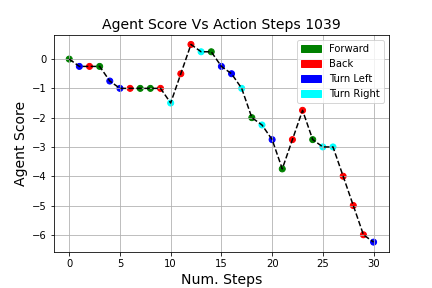 Agent Score Vs Action Steps 1039
Forward
Back
Turn Left
Turn Right
Agent Score
0
−1
−2
−3
−4
−5
−6
0 5 10 15 20 25 30
Num. Steps